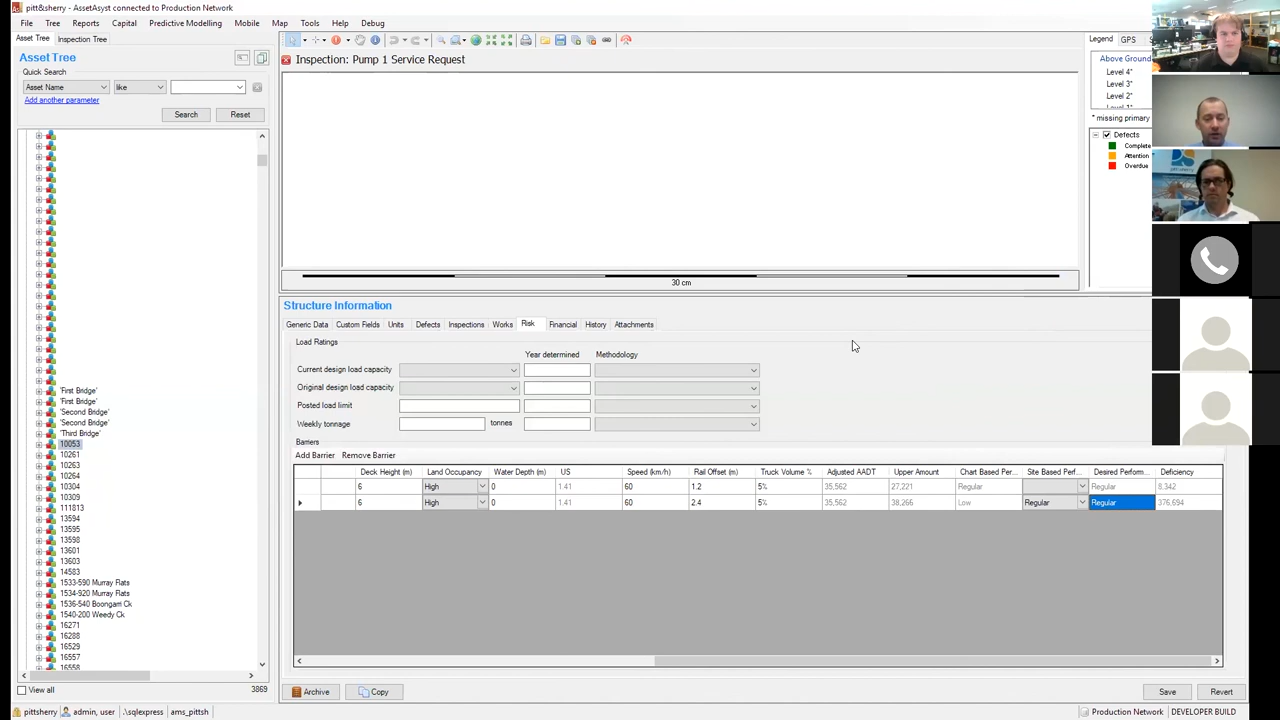 pitt&sherry - AssetAsyst connected to Production Network
File Tree Reports Capital Predictive Modelling Mobile Map Tools Help Debug
Asset Tree Inspection Tree
Asset Tree
Quick Search
Asset Name like
Add another parameter
Search Reset
'First Bridge'
'First Bridge'
'Second Bridge'
'Second Bridge'
'Third Bridge'
10053
10261
10263
10264
10304
10309
111813
13594
13595
13598
13601
13603
14583
1533-590 Murray Flats
1534-920 Murray Flats
1536-540 Boongarri Ck
1540-200 Weedy Ck
16271
16288
16529
16557
16558
View all 3869
Inspection: Pump 1 Service Request
30 cm
Legend GPS
Above Ground
Level 4*
Level 3*
Level 2*
Level 1*
* missing primary
Defects
Complete
Attention
Overdue
Structure Information
Generic Data Custom Fields Units Defects Inspections Works Risk Financial History Attachments
Load Ratings
Year determined Methodology
Current design load capacity
Original design load capacity
Posted load limit
Weekly tonnage tonnes
Barriers
Add Barrier Remove Barrier
Deck Height (m) Land Occupancy Water Depth (m) US Speed (km/h) Rail Offset (m) Truck Volume % Adjusted AADT Upper Amount Chart Based Per... Site Based Perf... Desired Perform... Deficiency
6 High 0 1.41 60 1.2 5% 35,562 27,221 Regular Regular 8.342
6 High 0 1.41 60 2.4 5% 35,562 38,266 Low Regular Regular 376.694
Archive Copy Save Revert
pittsherry admin, user .\sqlexpress ams_pittsh Production Network DEVELOPER BUILD
pitt&sherry